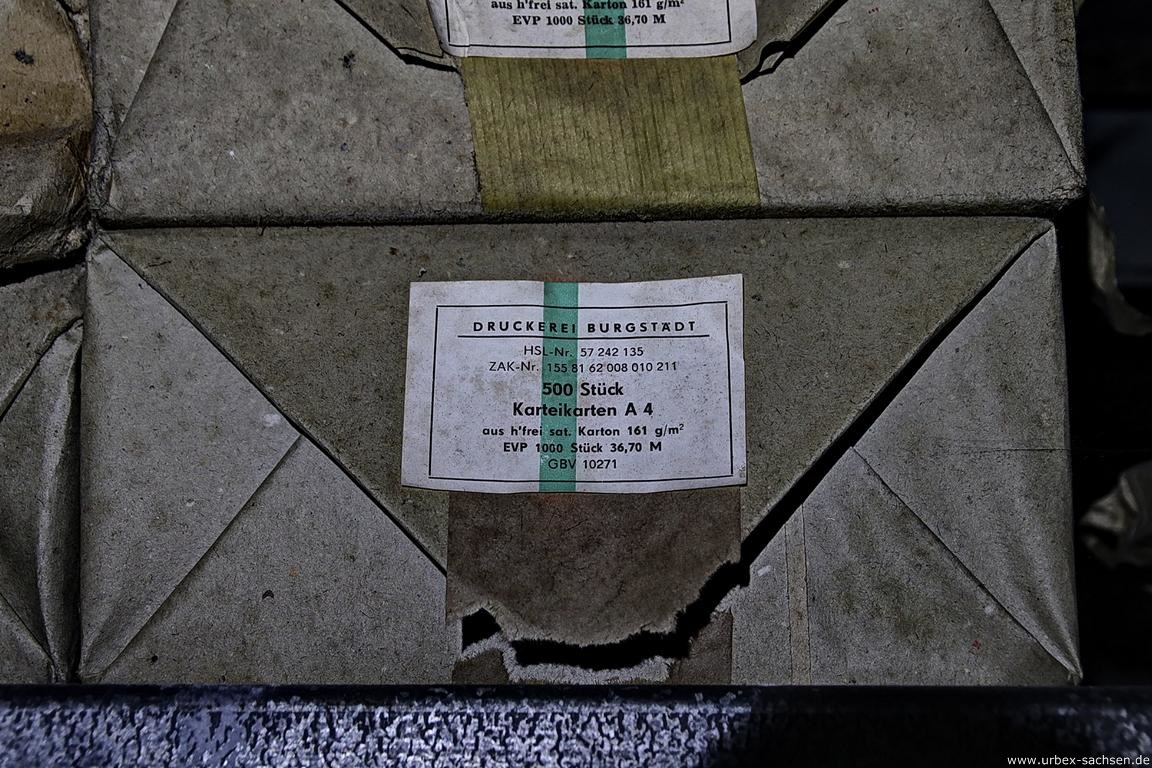 aus h'frei sat. Karton 161 g/m²
EVP 1000 Stück 36,70 M
DRUCKEREI BURGSTÄDT
HSL-Nr. 57 242 135
ZAK-Nr. 155 81 62 008 010 211
500 Stück
Karteikarten A 4
aus h'frei sat. Karton 161 g/m²
EVP 1000 Stück 36,70 M
GBV 10271
www.urbex-sachsen.de